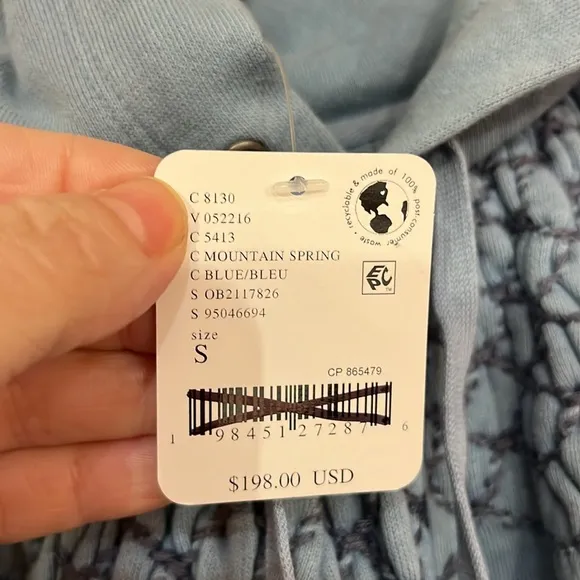 C 8130
V 052216
C 5413
C MOUNTAIN SPRING
C BLUE/BLEU
S OB2117826
S 95046694
size
S
recyclable & made of 100% post-consumer waste •
EPC
CP 865479
1 98451 27287 6
$198.00 USD